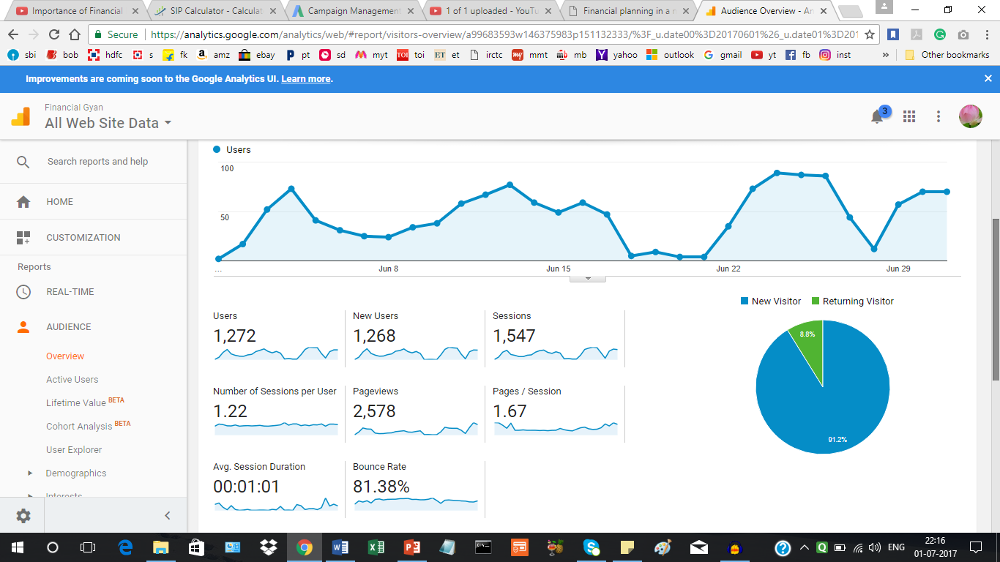 Importance of Financial
SIP Calculator - Calculat
Campaign Management
1 of 1 uploaded - YouTu
Financial planning in a n
Audience Overview - An
Secure https://analytics.google.com/analytics/web/#report/visitors-overview/a99683593w146375983p151132333/%3F_u.date00%3D20170601%26_u.date01%3D201
sbi bob hdfc s fk amz ebay pt sd myt toi et irctc mmt mb yahoo outlook gmail yt fb inst » Other bookmarks
Improvements are coming soon to the Google Analytics UI. Learn more.
Financial Gyan
All Web Site Data
3
Search reports and help
HOME
CUSTOMIZATION
Reports
REAL-TIME
AUDIENCE
Overview
Active Users
Lifetime Value BETA
Cohort Analysis BETA
User Explorer
Demographics
Interests
Users
100
50
... Jun 8 Jun 15 Jun 22 Jun 29
New Visitor Returning Visitor
8.8%
91.2%
Users
1,272
New Users
1,268
Sessions
1,547
Number of Sessions per User
1.22
Pageviews
2,578
Pages / Session
1.67
Avg. Session Duration
00:01:01
Bounce Rate
81.38%
ENG
22:16
01-07-2017